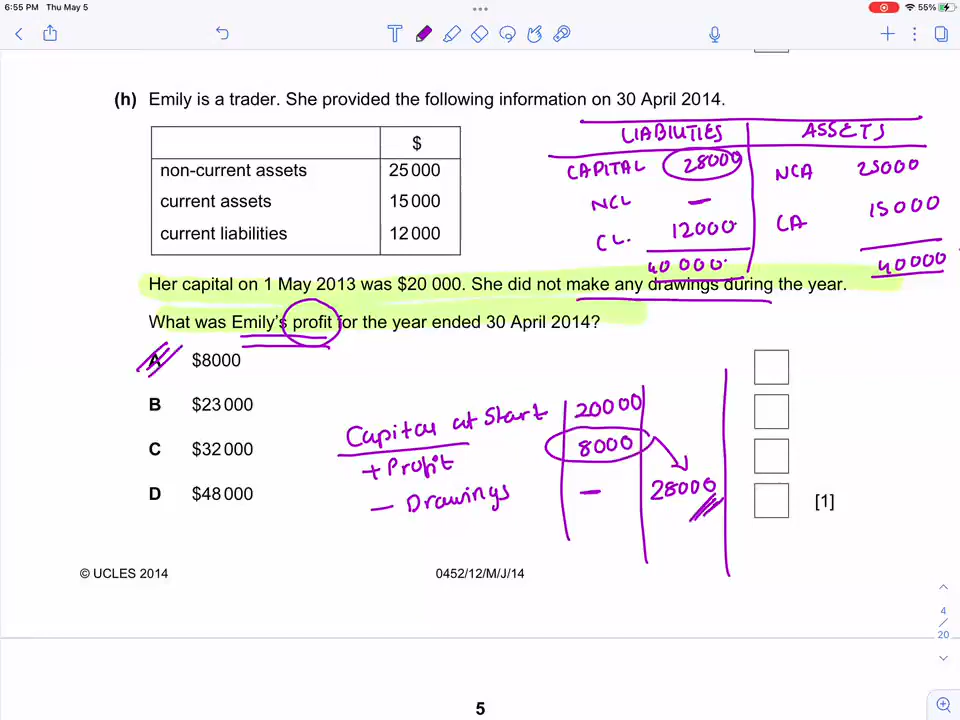 6:55 PM Thu May 5
55%
(h) Emily is a trader. She provided the following information on 30 April 2014.
$
non-current assets 25 000
current assets 15 000
current liabilities 12 000
LIABILITIES ASSETS
CAPITAL 28000 NCA 25000
NCL –
CL. 12000 CA 15000
40 000. 40000
Her capital on 1 May 2013 was $20 000. She did not make any drawings during the year.
What was Emily's profit for the year ended 30 April 2014?
A $8000
B $23 000
C $32 000
D $48 000
[1]
Capital at Start 20000
+ Profit 8000
– Drawings – 28000
© UCLES 2014
0452/12/M/J/14
4
/
20
5